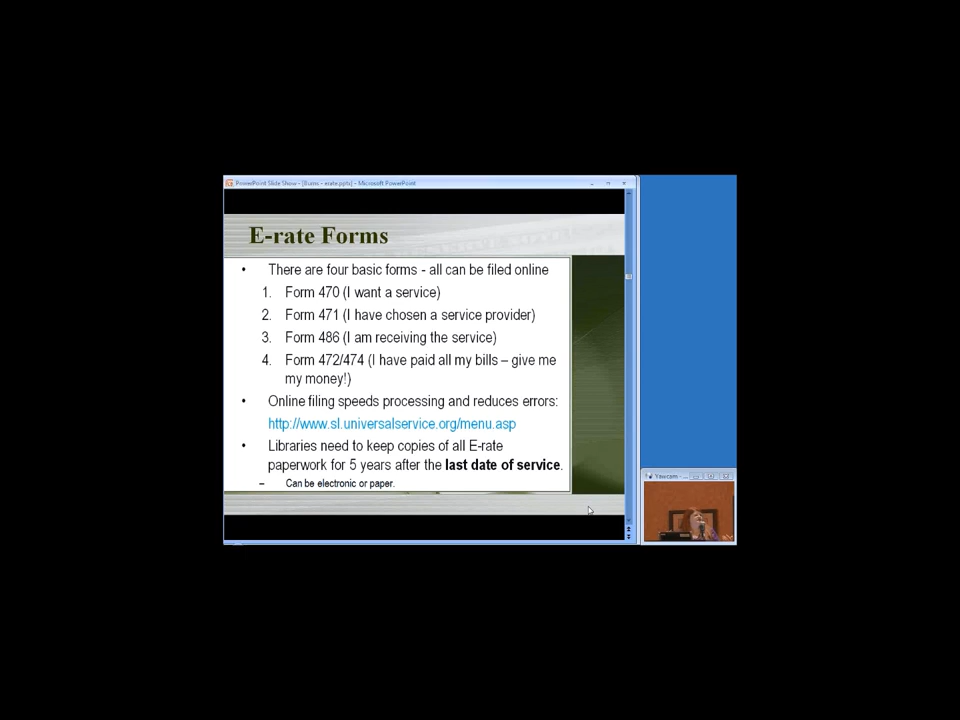 PowerPoint Slide Show - [Burns - erate.pptx] - Microsoft PowerPoint
E-rate Forms
• There are four basic forms - all can be filed online
1. Form 470 (I want a service)
2. Form 471 (I have chosen a service provider)
3. Form 486 (I am receiving the service)
4. Form 472/474 (I have paid all my bills – give me
my money!)
• Online filing speeds processing and reduces errors:
http://www.sl.universalservice.org/menu.asp
• Libraries need to keep copies of all E-rate
paperwork for 5 years after the last date of service.
– Can be electronic or paper.
Yawcam - ...